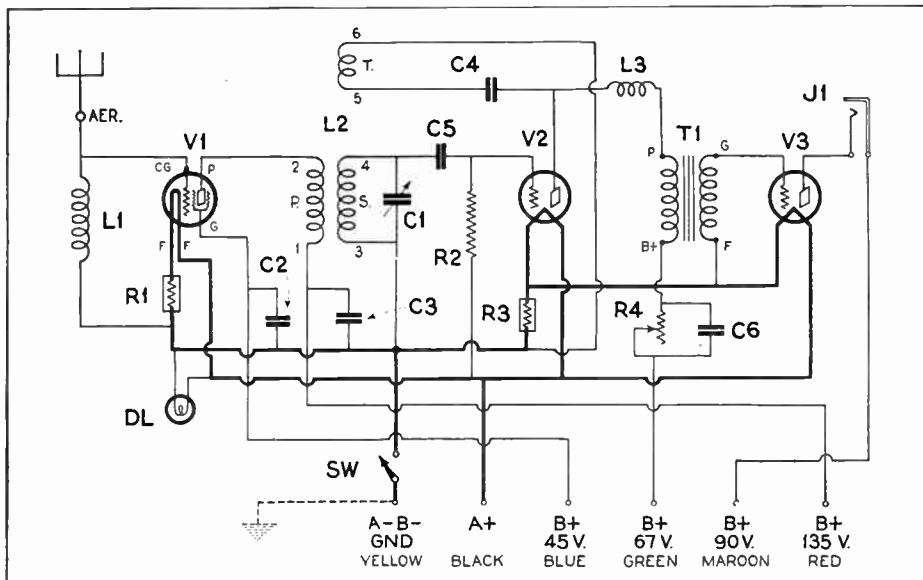 6
T.
5
C4
L3
J1
AER.
L2
V1
C5
V2
T1
V3
CG
P
2
4
P
G
L1
P.
S.
C1
G
R2
F
F
1
3
B+
F
C2
R1
C3
R3
R4
C6
DL
SW
A-B-
GND
YELLOW
A+
BLACK
B+
45 V.
BLUE
B+
67 V.
GREEN
B+
90 V.
MAROON
B+
135 V.
RED